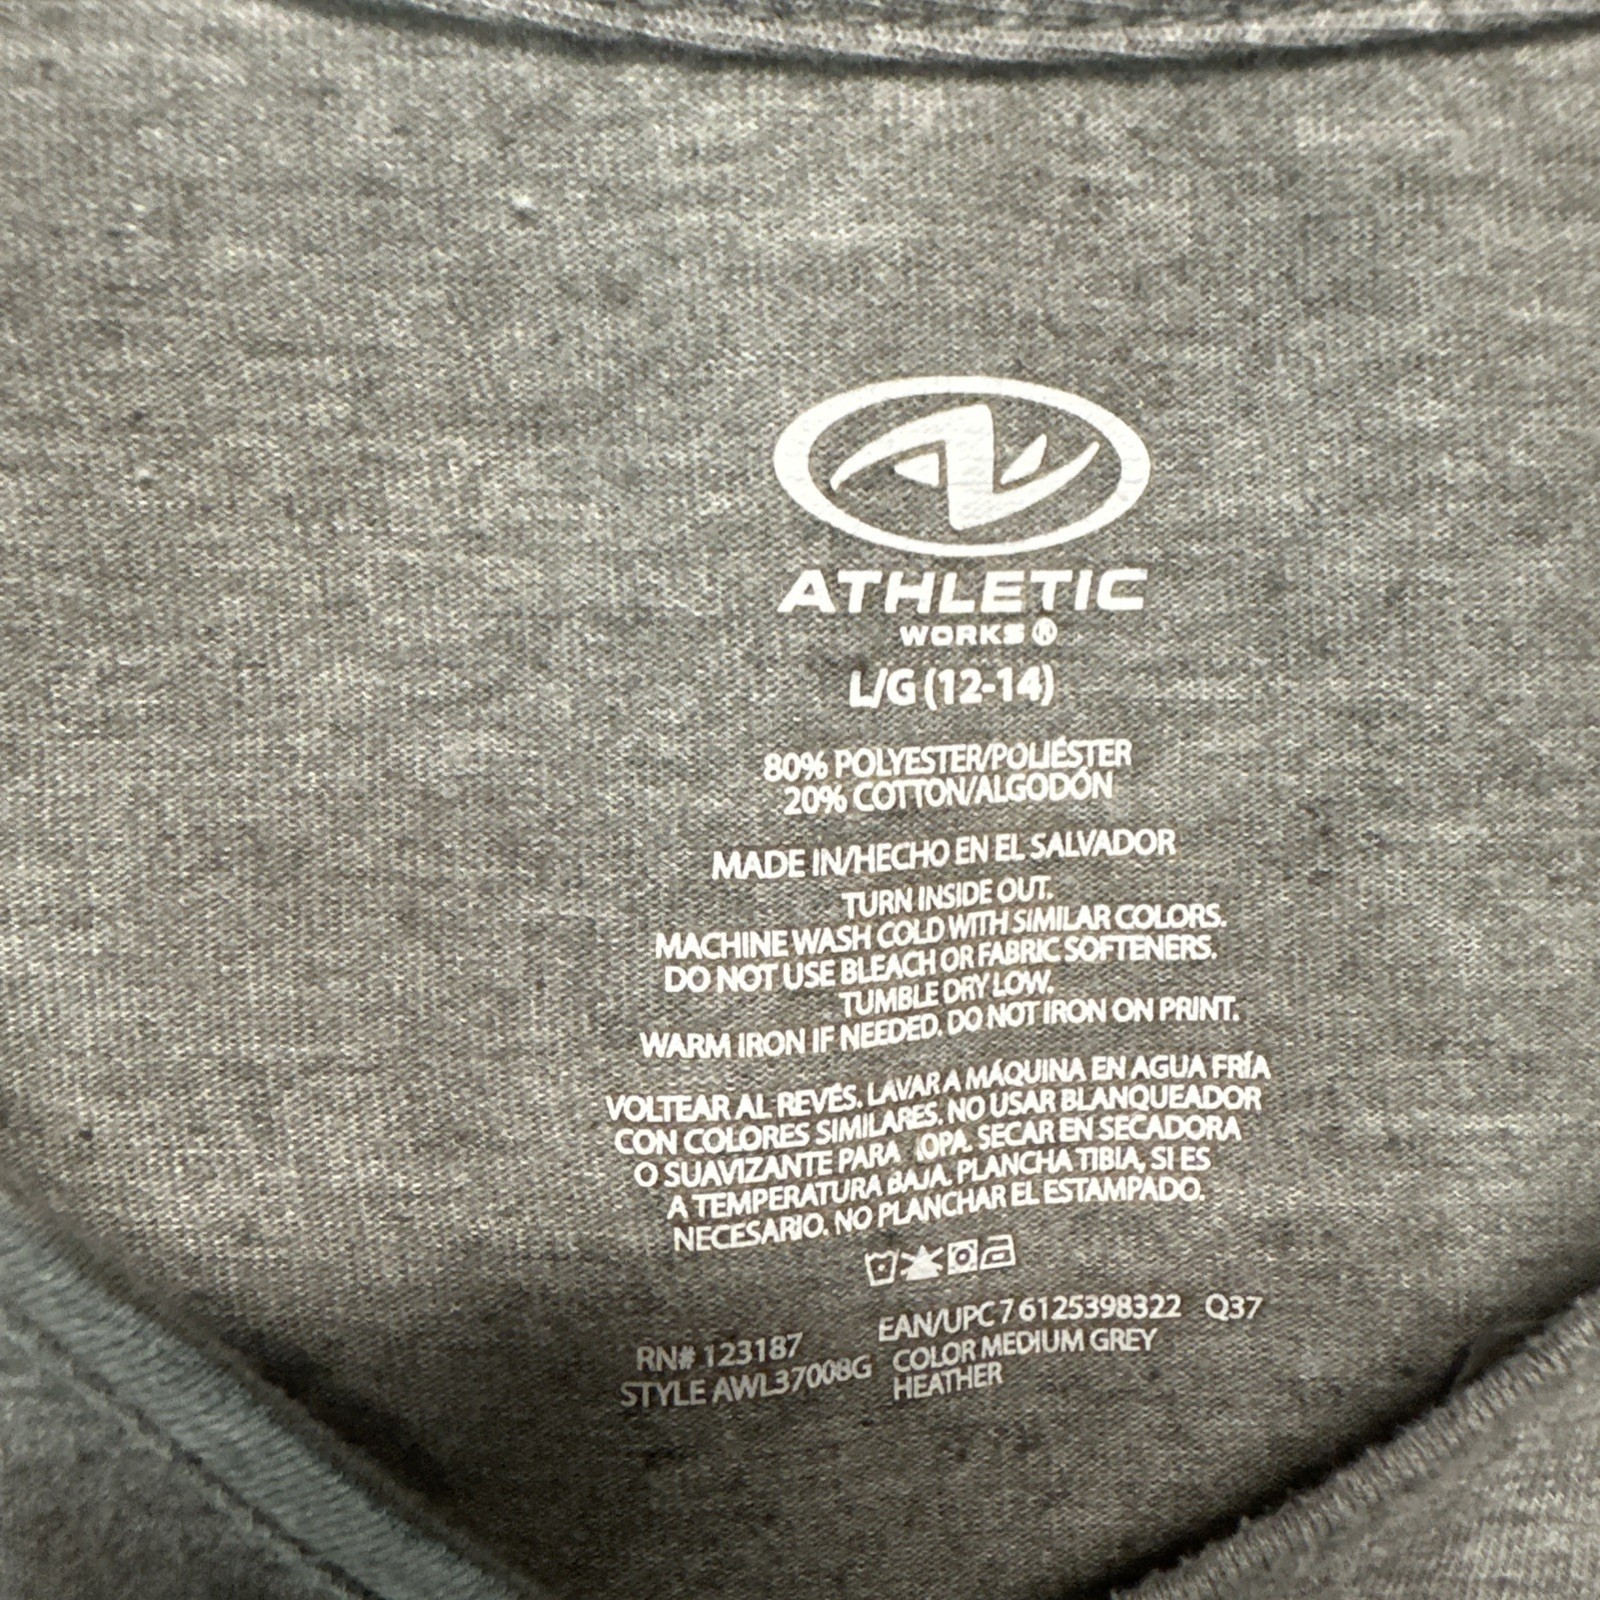 ATHLETIC
WORKS ®
L/G (12-14)
80% POLYESTER/POLIÉSTER
20% COTTON/ALGODÓN
MADE IN/HECHO EN EL SALVADOR
TURN INSIDE OUT.
MACHINE WASH COLD WITH SIMILAR COLORS.
DO NOT USE BLEACH OR FABRIC SOFTENERS.
TUMBLE DRY LOW.
WARM IRON IF NEEDED. DO NOT IRON ON PRINT.
VOLTEAR AL REVÉS. LAVAR A MÁQUINA EN AGUA FRÍA
CON COLORES SIMILARES. NO USAR BLANQUEADOR
O SUAVIZANTE PARA ROPA. SECAR EN SECADORA
A TEMPERATURA BAJA. PLANCHA TIBIA, SI ES
NECESARIO. NO PLANCHAR EL ESTAMPADO.
RN# 123187
STYLE AWL37008G
EAN/UPC 7 6125398322 Q37
COLOR MEDIUM GREY
HEATHER